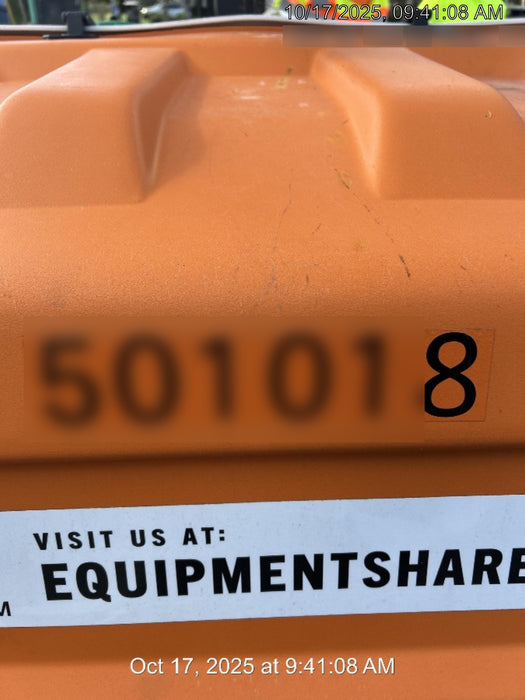 10/17/2025, 09:41:08 AM
501018
VISIT US AT:
EQUIPMENTSHARE
M
Oct 17, 2025 at 9:41:08 AM